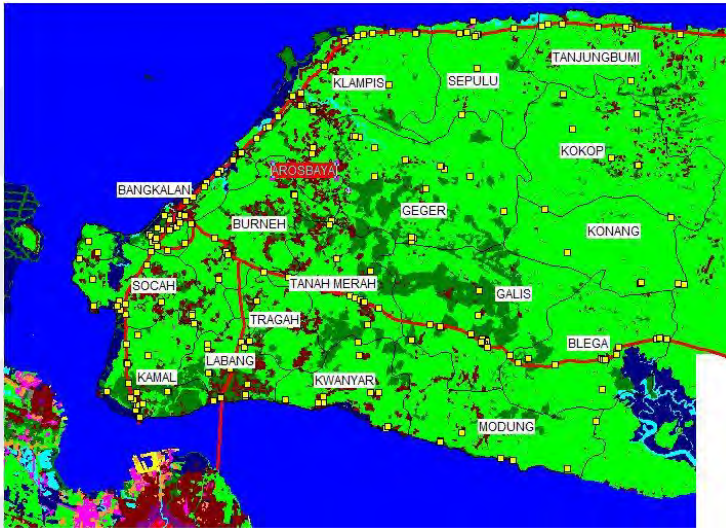 TANJUNGBUMI
KLAMPIS
SEPULU
KOKOP
AROSBAYA
BANGKALAN
GEGER
BURNEH
KONANG
SOCAH
TANAH MERAH
GALIS
TRAGAH
BLEGA
LABANG
KAMAL
KWANYAR
MODUNG